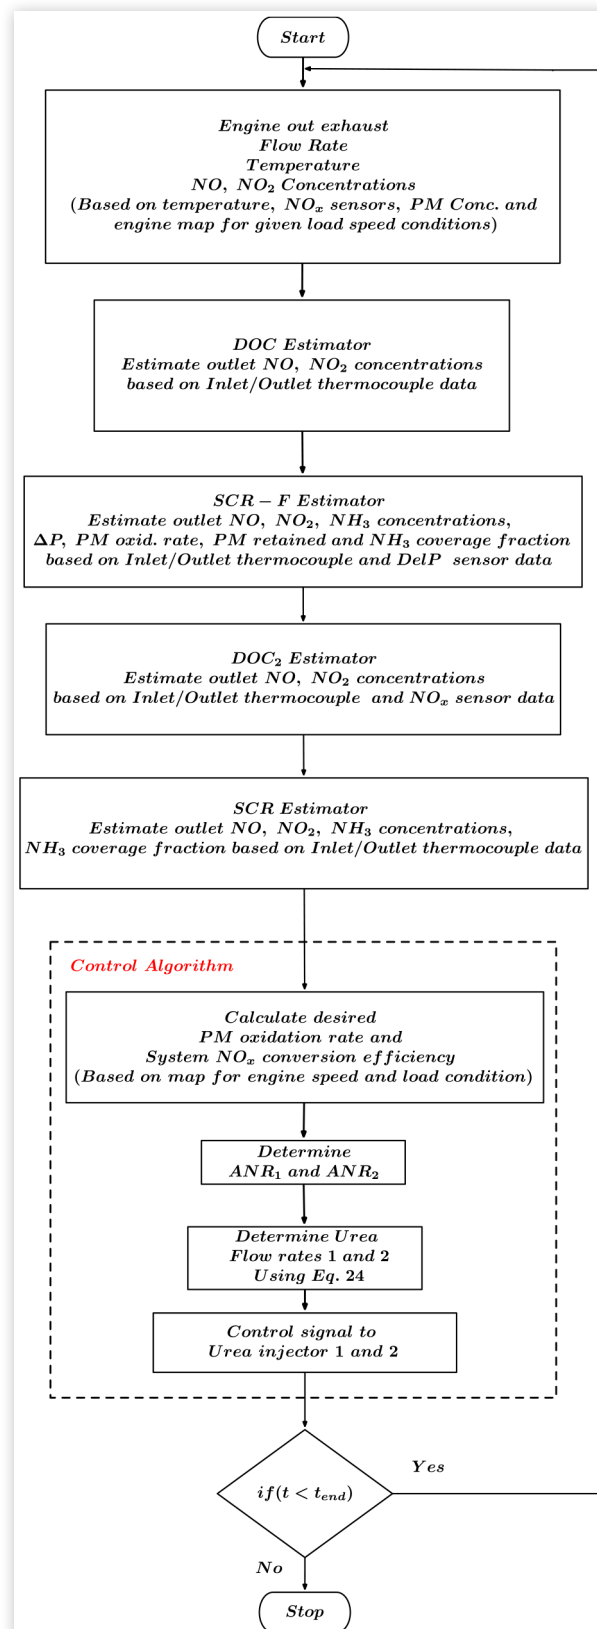 Start
Engine out exhaust
Flow Rate
Temperature
NO, NO₂ Concentrations
(Based on temperature, NOₓ sensors, PM Conc. and
engine map for given load speed conditions)
DOC Estimator
Estimate outlet NO, NO₂ concentrations
based on Inlet/Outlet thermocouple data
SCR − F Estimator
Estimate outlet NO, NO₂, NH₃ concentrations,
ΔP, PM oxid. rate, PM retained and NH₃ coverage fraction
based on Inlet/Outlet thermocouple and DelP sensor data
DOC₂ Estimator
Estimate outlet NO, NO₂ concentrations
based on Inlet/Outlet thermocouple and NOₓ sensor data
SCR Estimator
Estimate outlet NO, NO₂, NH₃ concentrations,
NH₃ coverage fraction based on Inlet/Outlet thermocouple data
Control Algorithm
Calculate desired
PM oxidation rate and
System NOₓ conversion efficiency
(Based on map for engine speed and load condition)
Determine
ANR₁ and ANR₂
Determine Urea
Flow rates 1 and 2
Using Eq. 24
Control signal to
Urea injector 1 and 2
if(t < t_end)
Yes
No
Stop